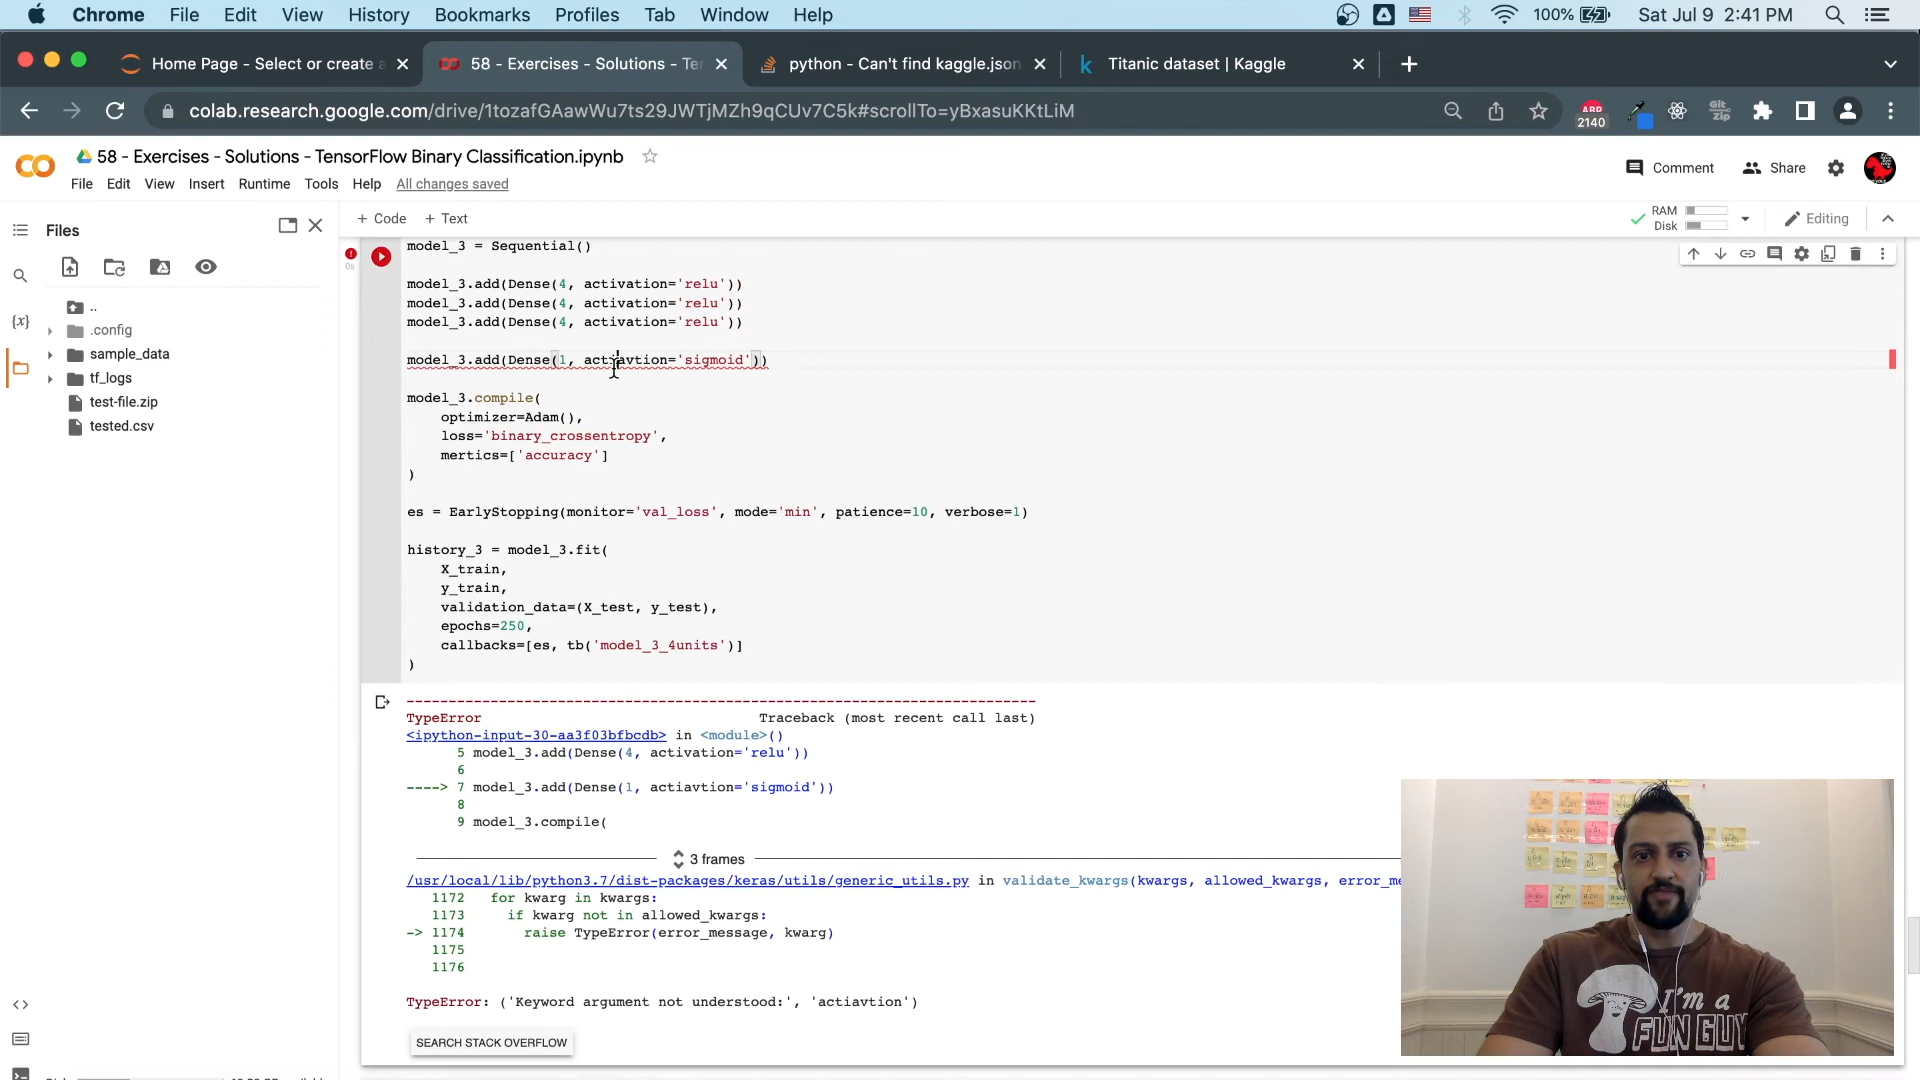 Chrome File Edit View History Bookmarks Profiles Tab Window Help 100% Sat Jul 9 2:41 PM
Home Page - Select or create a
58 - Exercises - Solutions - Ter
python - Can't find kaggle.json
Titanic dataset | Kaggle
colab.research.google.com/drive/1tozafGAawWu7ts29JWTjMZh9qCUv7C5k#scrollTo=yBxasuKKtLiM
ABP
2140
Git
Zip
58 - Exercises - Solutions - TensorFlow Binary Classification.ipynb
Comment Share
File Edit View Insert Runtime Tools Help All changes saved
Files
+ Code + Text
RAM
Disk
Editing
..
.config
sample_data
tf_logs
test-file.zip
tested.csv
{x}
0s
model_3 = Sequential()
model_3.add(Dense(4, activation='relu'))
model_3.add(Dense(4, activation='relu'))
model_3.add(Dense(4, activation='relu'))
model_3.add(Dense(1, actiavtion='sigmoid'))
model_3.compile(
optimizer=Adam(),
loss='binary_crossentropy',
mertics=['accuracy']
)
es = EarlyStopping(monitor='val_loss', mode='min', patience=10, verbose=1)
history_3 = model_3.fit(
X_train,
y_train,
validation_data=(X_test, y_test),
epochs=250,
callbacks=[es, tb('model_3_4units')]
)
---------------------------------------------------------------------------
TypeError Traceback (most recent call last)
<ipython-input-30-aa3f03bfbcdb> in <module>()
5 model_3.add(Dense(4, activation='relu'))
6
----> 7 model_3.add(Dense(1, actiavtion='sigmoid'))
8
9 model_3.compile(
3 frames
/usr/local/lib/python3.7/dist-packages/keras/utils/generic_utils.py in validate_kwargs(kwargs, allowed_kwargs, error_me
1172 for kwarg in kwargs:
1173 if kwarg not in allowed_kwargs:
-> 1174 raise TypeError(error_message, kwarg)
1175
1176
TypeError: ('Keyword argument not understood:', 'actiavtion')
SEARCH STACK OVERFLOW
I'm a
FUN GUY